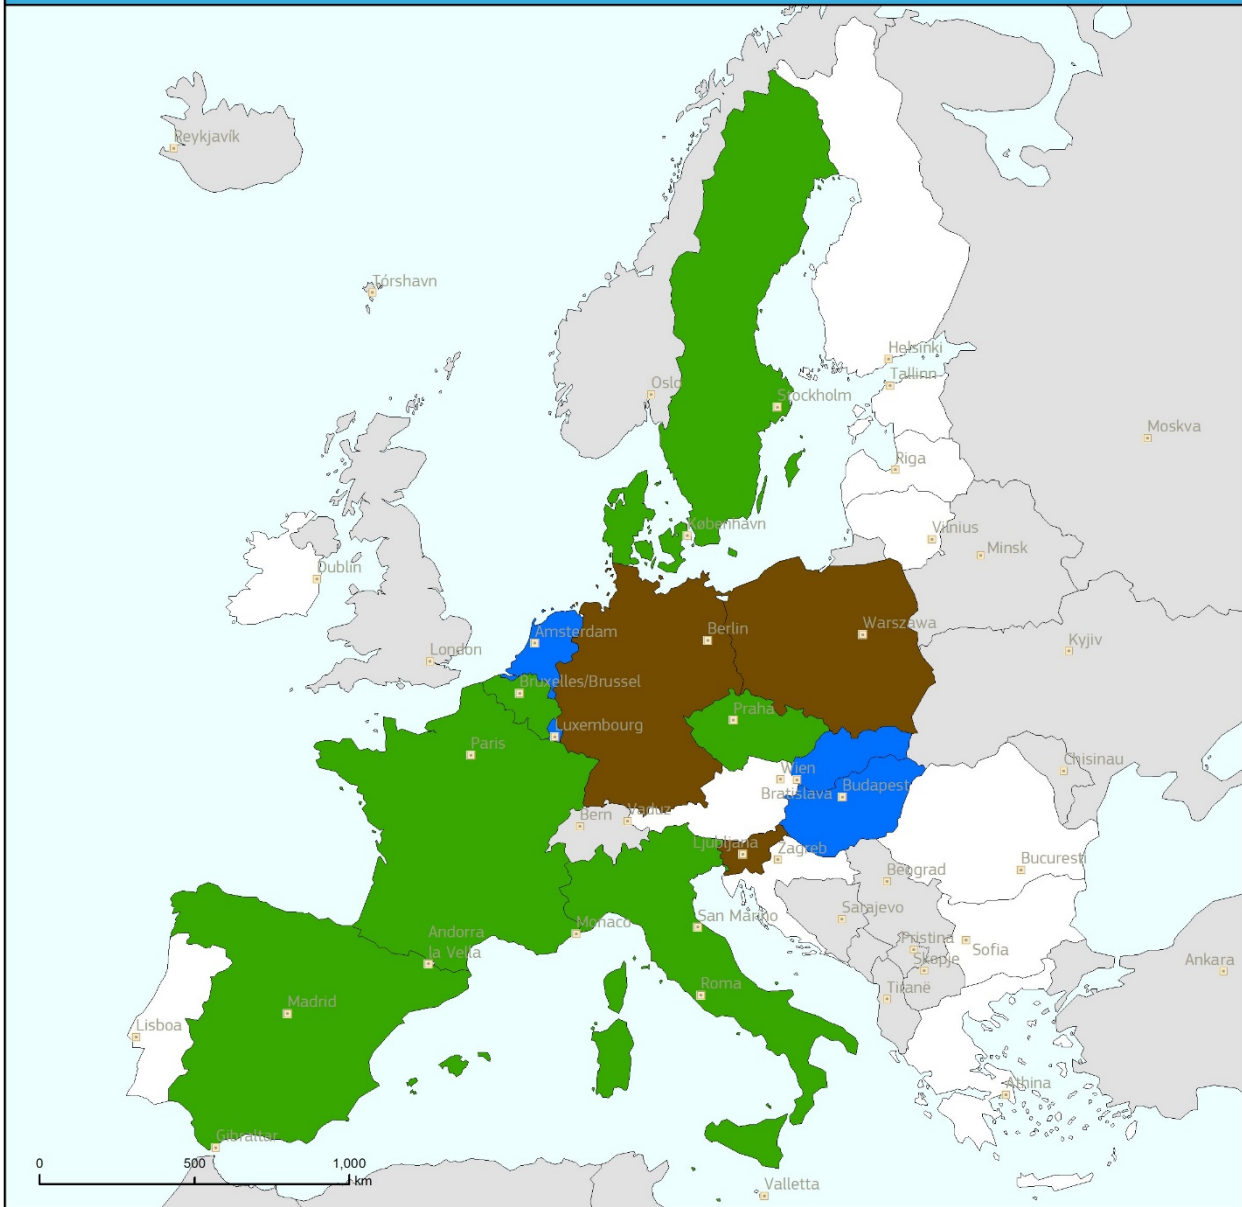 Reykjavík
Tórshavn
Helsinki
Tallinn
Oslo
Stockholm
Moskva
Riga
København
Vilnius
Minsk
Dublin
Amsterdam
Berlin
Warszawa
Kyjiv
London
Bruxelles/Brussel
Luxembourg
Praha
Paris
Chisinau
Wien
Bratislava
Budapest
Bern
Vaduz
Ljubljana
Zagreb
Bucuresti
Beograd
Sarajevo
San Marino
Monaco
Andorra
la Vella
Pristina
Sofia
Skopje
Ankara
Tiranë
Roma
Madrid
Lisboa
Athina
Gibraltar
0 500 1,000
km
Valletta